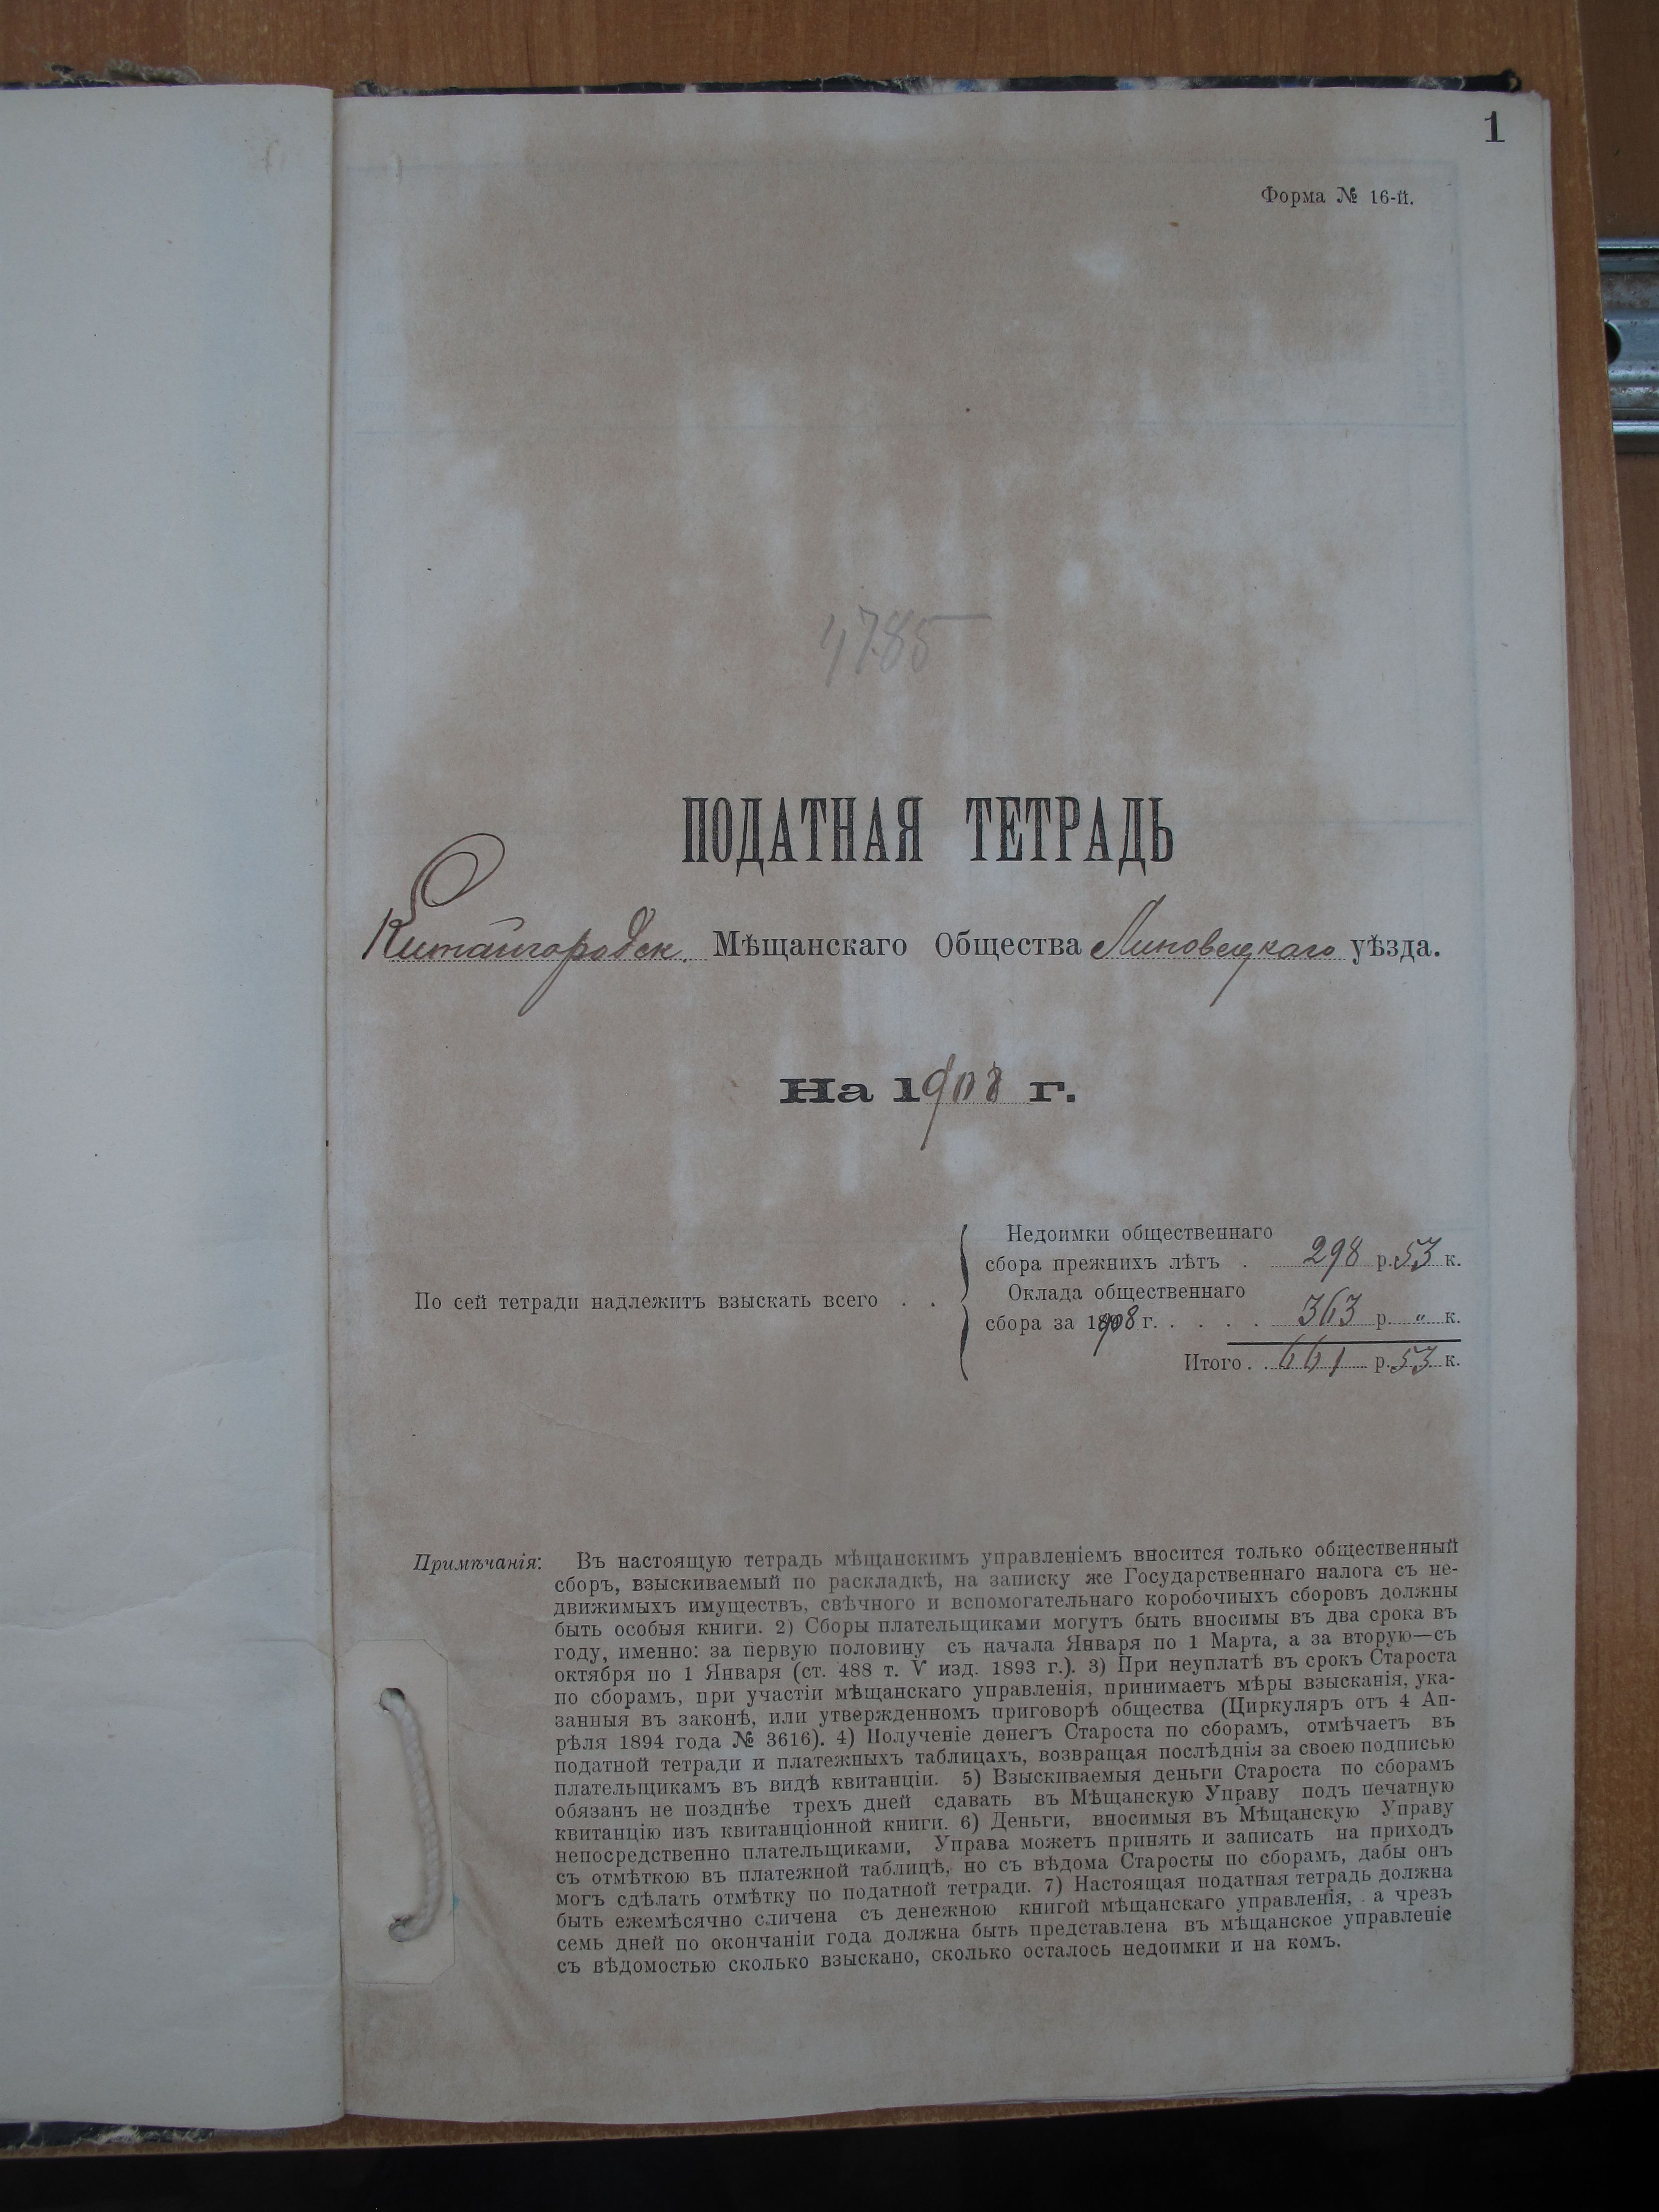 1
Форма № 16-й.
4785
ПОДАТНАЯ ТЕТРАДЬ
Китайгородск. Мѣщанскаго Общества Липовецкаго уѣзда.
На 1908 г.
Недоимки общественнаго
сбора прежнихъ лѣтъ . 298 р. 53 к.
По сей тетради надлежитъ взыскать всего . .
Оклада общественнаго
сбора за 1908 г. . . . . 363 р. „ к.
Итого . . 661 р. 53 к.
Примѣчанія: Въ настоящую тетрадь мѣщанскимъ управленіемъ вносится только общественный
сборъ, взыскиваемый по раскладкѣ, на записку же Государственнаго налога съ не-
движимыхъ имуществъ, свѣчного и вспомогательнаго коробочныхъ сборовъ должны
быть особыя книги. 2) Сборы плательщиками могутъ быть вносимы въ два срока въ
году, именно: за первую половину съ начала Января по 1 Марта, а за вторую—съ
октября по 1 Января (ст. 488 т. V изд. 1893 г.). 3) При неуплатѣ въ срокъ Староста
по сборамъ, при участіи мѣщанскаго управленія, принимаетъ мѣры взысканія, ука-
занныя въ законѣ, или утвержденномъ приговорѣ общества (Циркуляръ отъ 4 Ап-
рѣля 1894 года № 3616). 4) Полученіе денегъ Староста по сборамъ, отмѣчаетъ въ
податной тетради и платежныхъ таблицахъ, возвращая послѣднія за своею подписью
плательщикамъ въ видѣ квитанціи. 5) Взыскиваемыя деньги Староста по сборамъ
обязанъ не позднѣе трехъ дней сдавать въ Мѣщанскую Управу подъ печатную
квитанцію изъ квитанціонной книги. 6) Деньги, вносимыя въ Мѣщанскую Управу
непосредственно плательщиками, Управа можетъ принять и записать на приходъ
съ отмѣткою въ платежной таблицѣ, но съ вѣдома Старосты по сборамъ, дабы онъ
могъ сдѣлать отмѣтку по податной тетради. 7) Настоящая податная тетрадь должна
быть ежемѣсячно сличена съ денежною книгой мѣщанскаго управленія, а чрезъ
семь дней по окончаніи года должна быть представлена въ мѣщанское управленіе
съ вѣдомостью сколько взыскано, сколько осталось недоимки и на комъ.